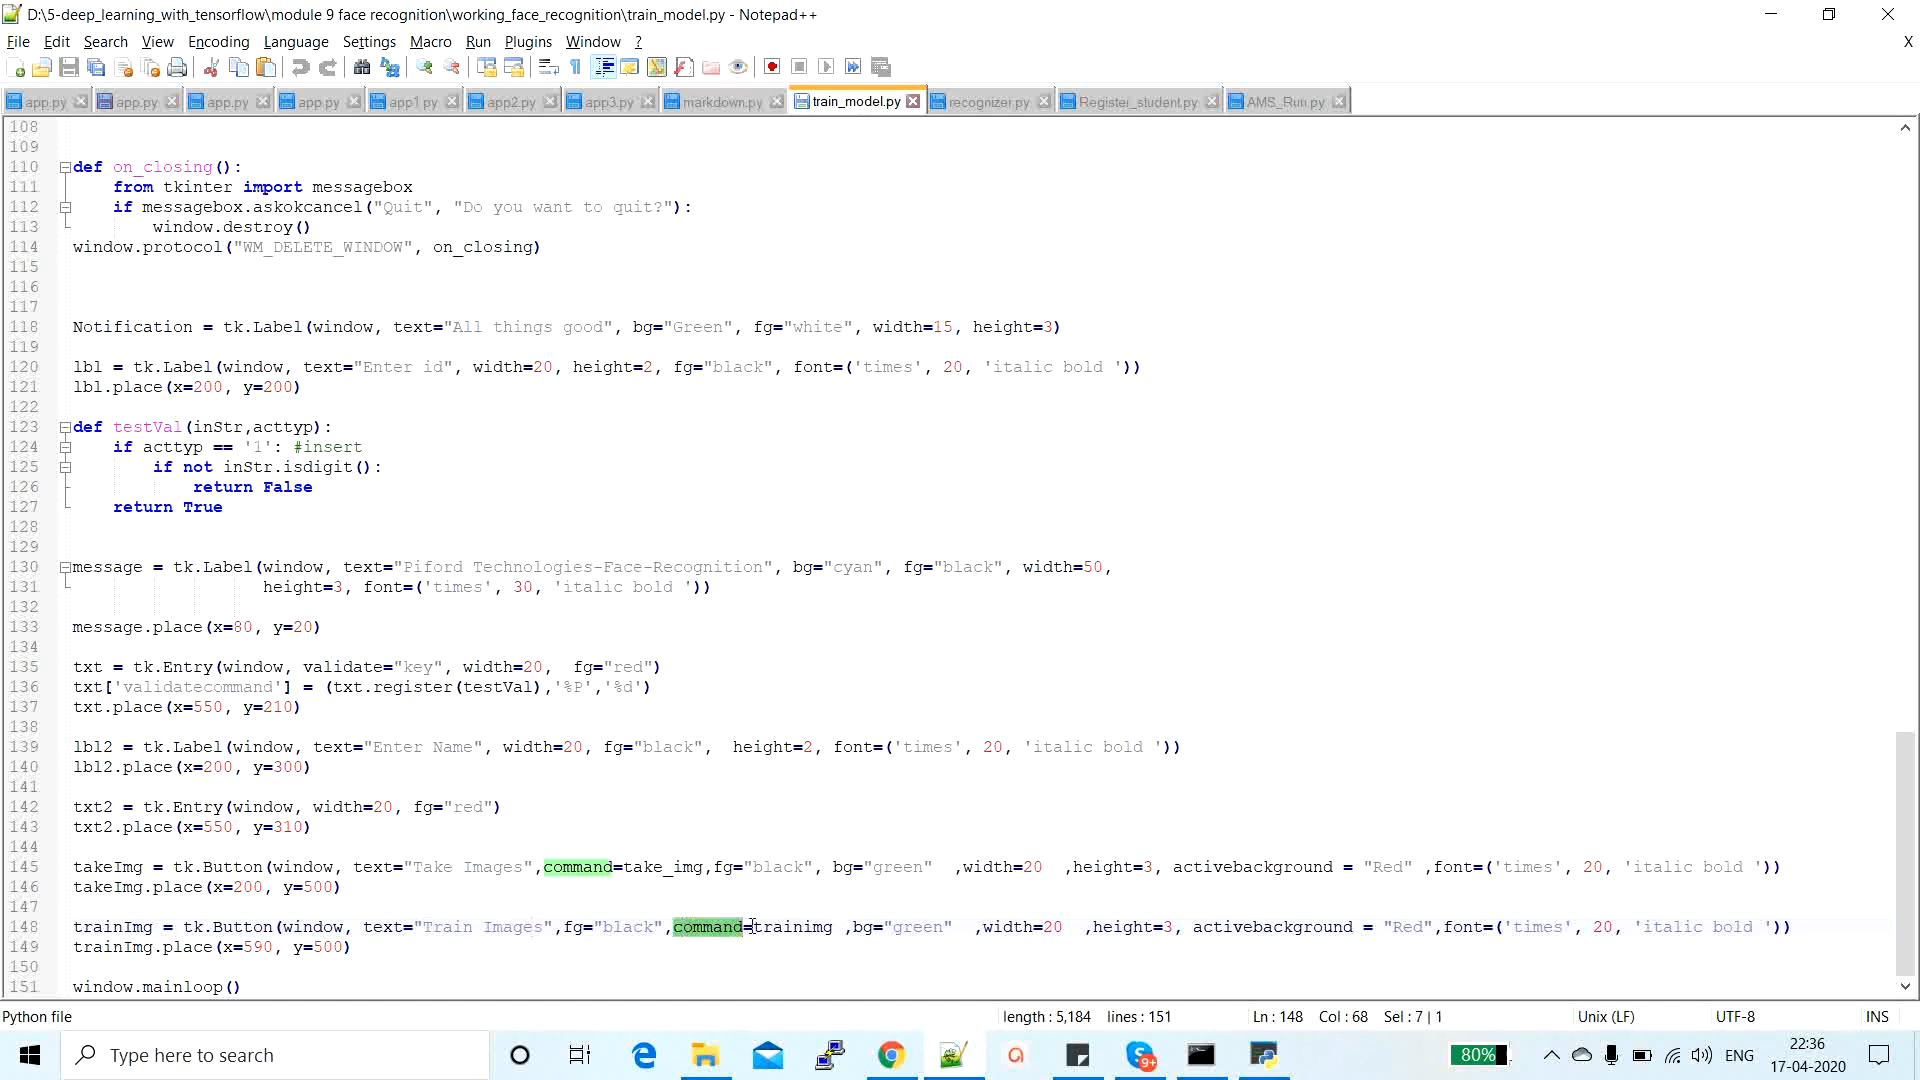 D:\5-deep_learning_with_tensorflow\module 9 face recognition\working_face_recognition\train_model.py - Notepad++
File Edit Search View Encoding Language Settings Macro Run Plugins Window ? X
app.py app.py app.py app.py app1.py app2.py app3.py markdown.py train_model.py recognizer.py Register_student.py AMS_Run.py
108
109
110 def on_closing():
111 from tkinter import messagebox
112 if messagebox.askokcancel("Quit", "Do you want to quit?"):
113 window.destroy()
114 window.protocol("WM_DELETE_WINDOW", on_closing)
115
116
117
118 Notification = tk.Label(window, text="All things good", bg="Green", fg="white", width=15, height=3)
119
120 lbl = tk.Label(window, text="Enter id", width=20, height=2, fg="black", font=('times', 20, 'italic bold '))
121 lbl.place(x=200, y=200)
122
123 def testVal(inStr,acttyp):
124 if acttyp == '1': #insert
125 if not inStr.isdigit():
126 return False
127 return True
128
129
130 message = tk.Label(window, text="Piford Technologies-Face-Recognition", bg="cyan", fg="black", width=50,
131 height=3, font=('times', 30, 'italic bold '))
132
133 message.place(x=80, y=20)
134
135 txt = tk.Entry(window, validate="key", width=20,  fg="red")
136 txt['validatecommand'] = (txt.register(testVal),'%P','%d')
137 txt.place(x=550, y=210)
138
139 lbl2 = tk.Label(window, text="Enter Name", width=20, fg="black",  height=2, font=('times', 20, 'italic bold '))
140 lbl2.place(x=200, y=300)
141
142 txt2 = tk.Entry(window, width=20, fg="red")
143 txt2.place(x=550, y=310)
144
145 takeImg = tk.Button(window, text="Take Images",command=take_img,fg="black", bg="green"  ,width=20  ,height=3, activebackground = "Red" ,font=('times', 20, 'italic bold '))
146 takeImg.place(x=200, y=500)
147
148 trainImg = tk.Button(window, text="Train Images",fg="black",command=trainimg ,bg="green"  ,width=20  ,height=3, activebackground = "Red",font=('times', 20, 'italic bold '))
149 trainImg.place(x=590, y=500)
150
151 window.mainloop()
Python file length : 5,184 lines : 151 Ln : 148 Col : 68 Sel : 7 | 1 Unix (LF) UTF-8 INS
Type here to search 9+ 80% ENG 22:36
17-04-2020